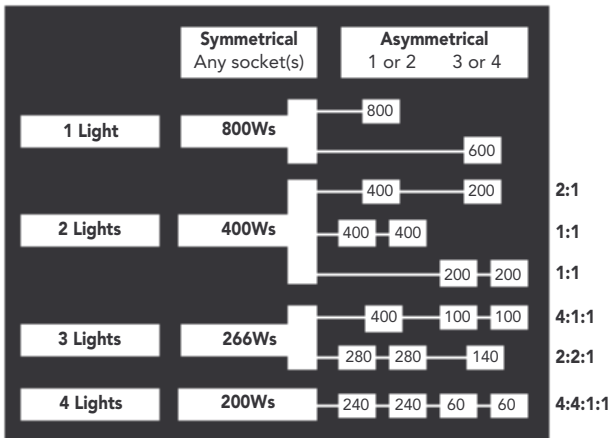 Symmetrical Asymmetrical
Any socket(s) 1 or 2 3 or 4
800
1 Light 800Ws
600
400 200 2:1
2 Lights 400Ws 400 400 1:1
200 200 1:1
400 100 100 4:1:1
3 Lights 266Ws
280 280 140 2:2:1
4 Lights 200Ws 240 240 60 60 4:4:1:1